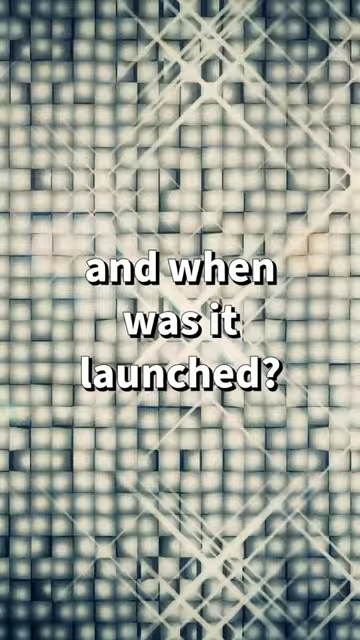 and when
was it
launched?